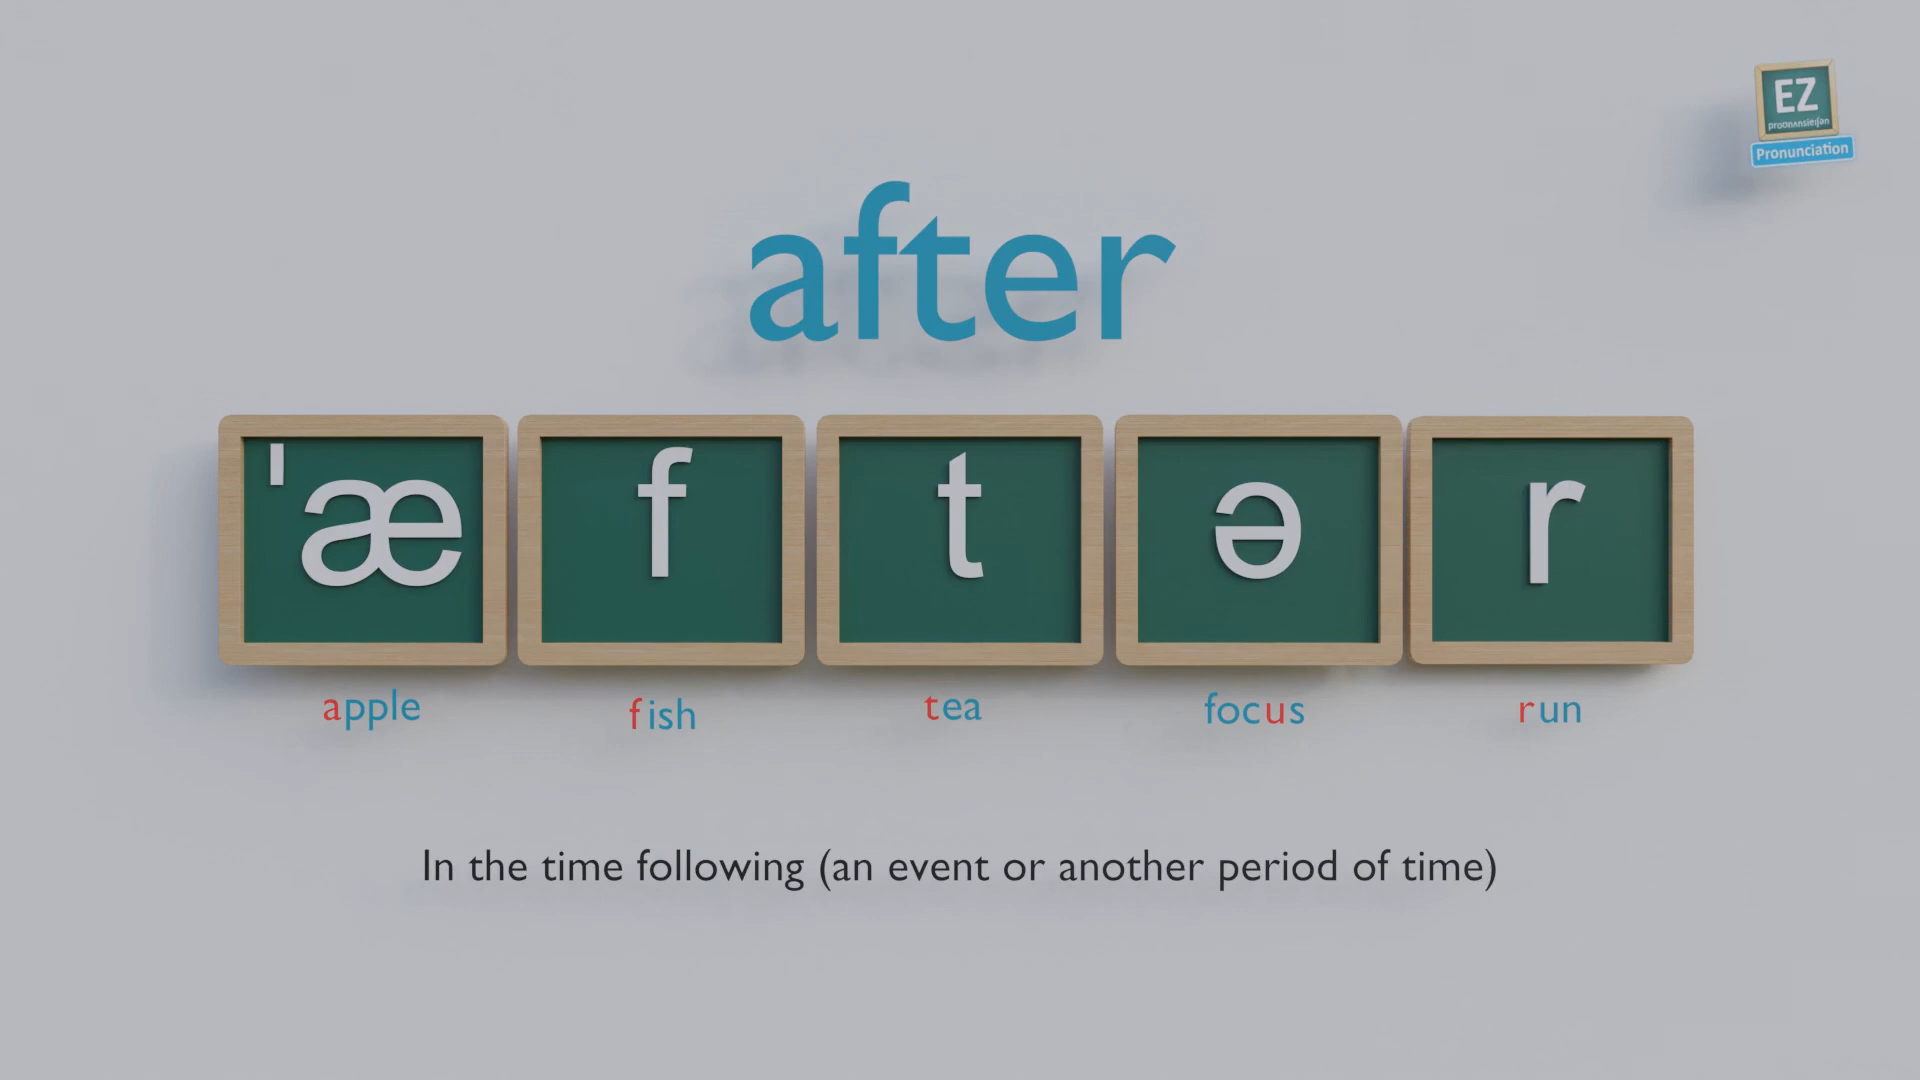 EZ
Pronunciation
after
ˈæ f t ə r
apple fish tea focus run
In the time following (an event or another period of time)